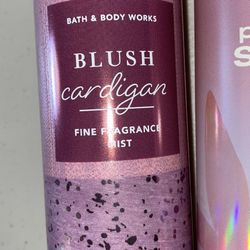 BATH & BODY WORKS
BLUSH
cardigan
FINE FRAGRANCE
MIST